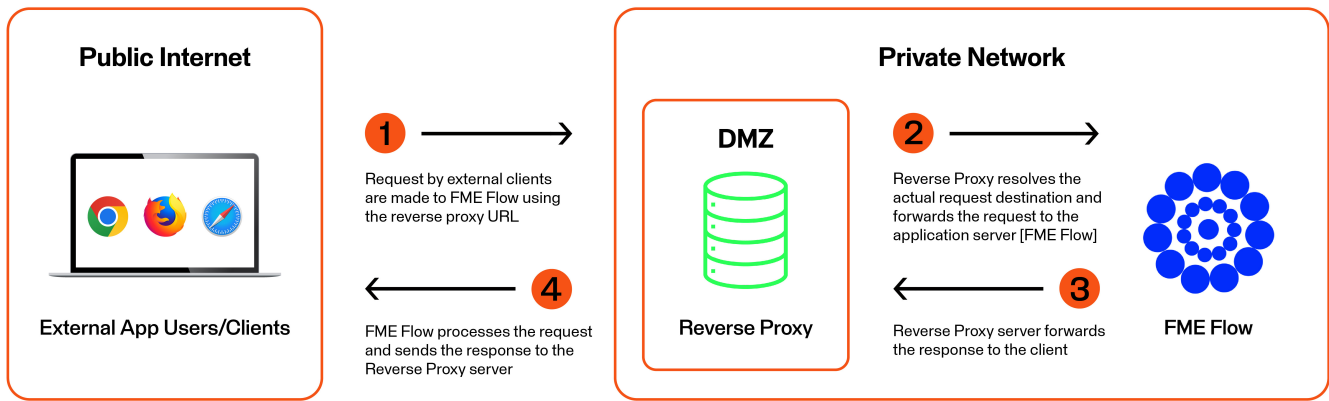 Public Internet
External App Users/Clients
1
Request by external clients
are made to FME Flow using
the reverse proxy URL
4
FME Flow processes the request
and sends the response to the
Reverse Proxy server
Private Network
DMZ
Reverse Proxy
2
Reverse Proxy resolves the
actual request destination and
forwards the request to the
application server [FME Flow]
3
Reverse Proxy server forwards
the response to the client
FME Flow